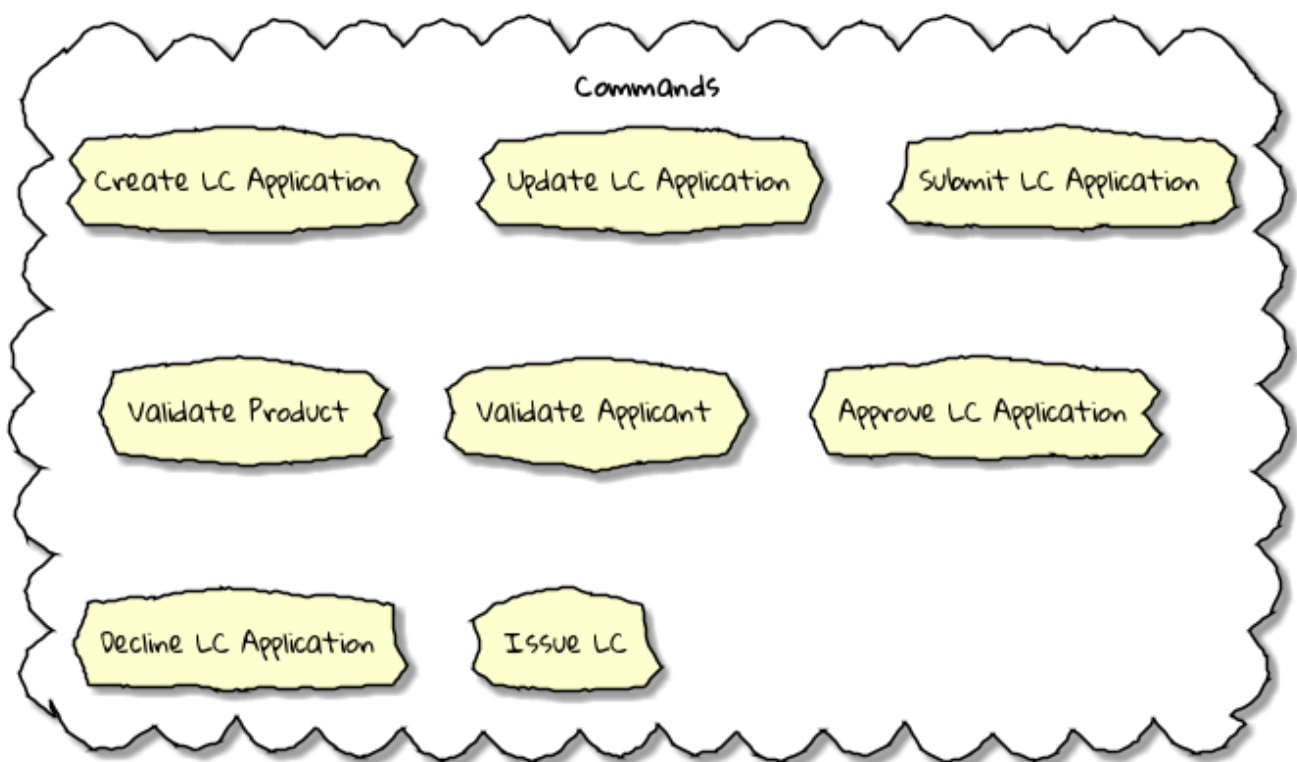 Commands
Create LC Application
Update LC Application
Submit LC Application
Validate Product
Validate Applicant
Approve LC Application
Decline LC Application
Issue LC